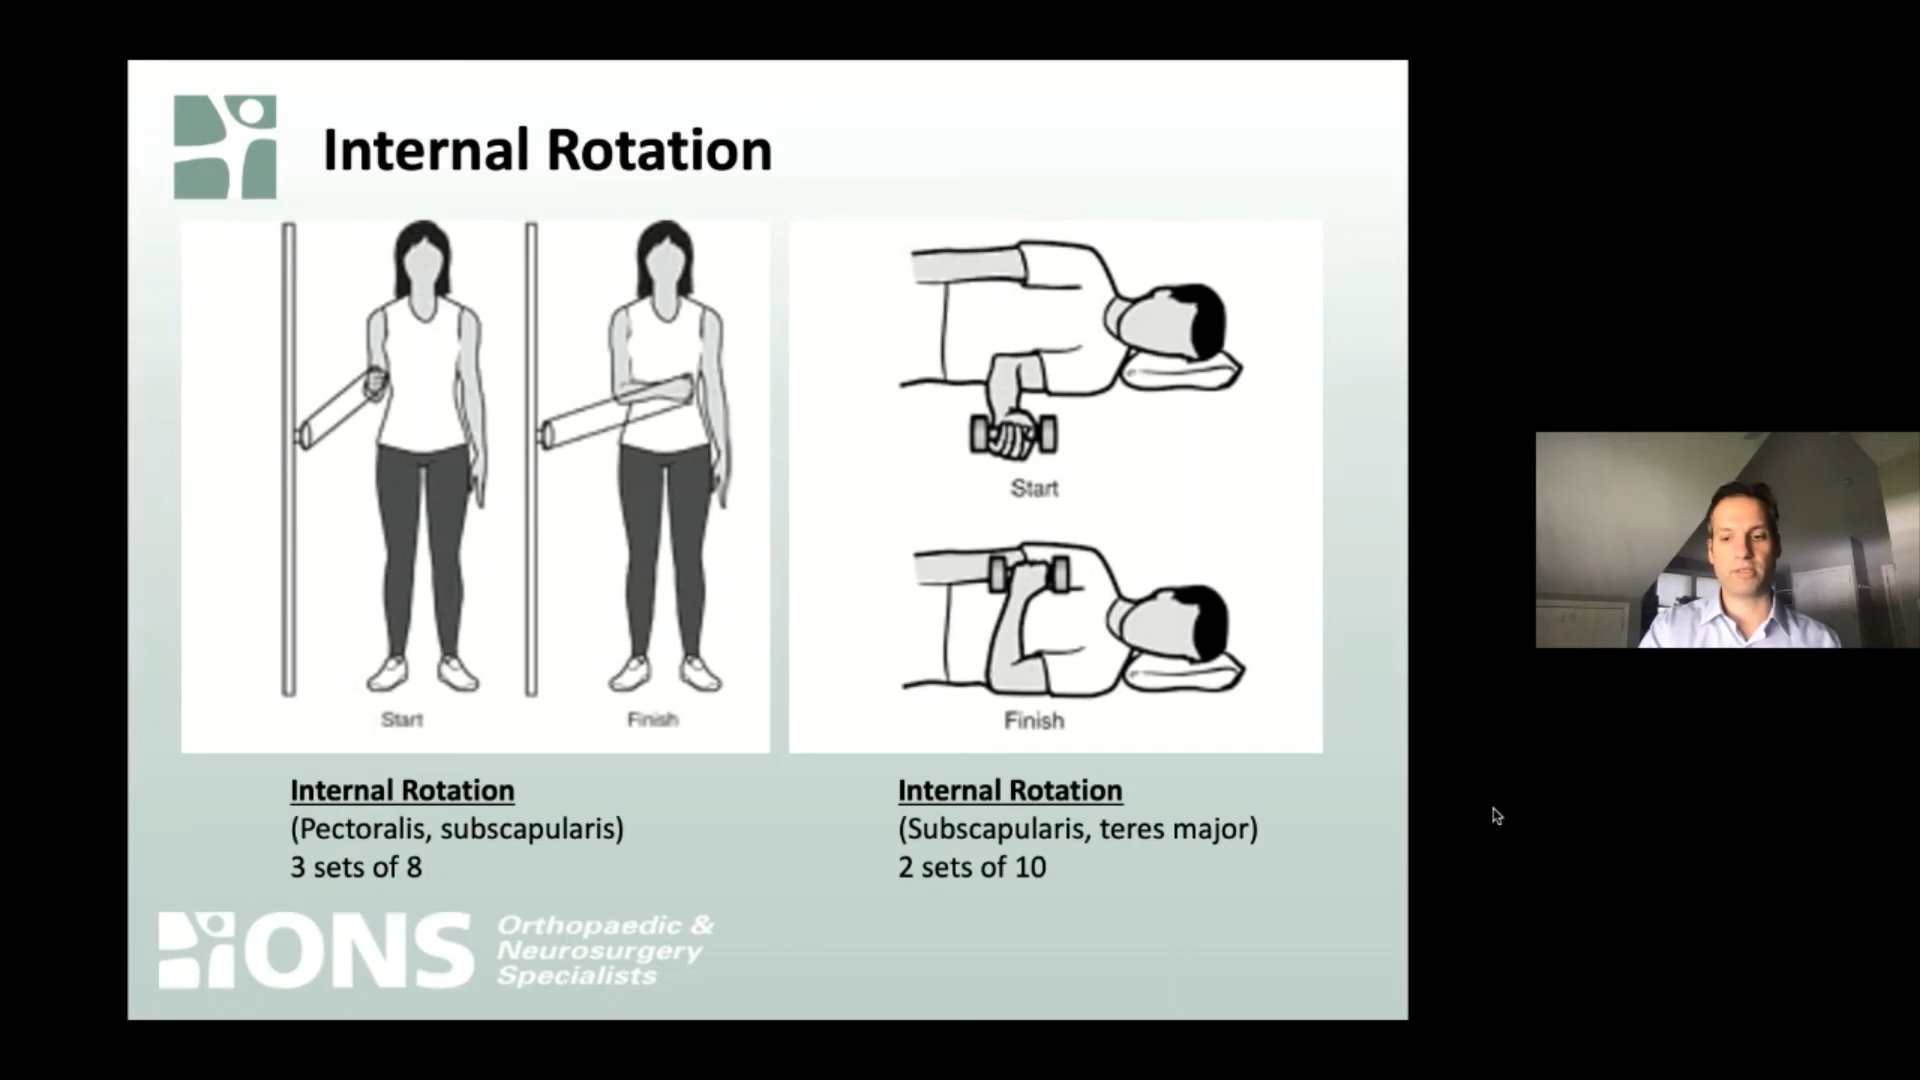 Internal Rotation
Start
Finish
Start
Finish
Internal Rotation
(Pectoralis, subscapularis)
3 sets of 8
Internal Rotation
(Subscapularis, teres major)
2 sets of 10
ONS
Orthopaedic &
Neurosurgery
Specialists